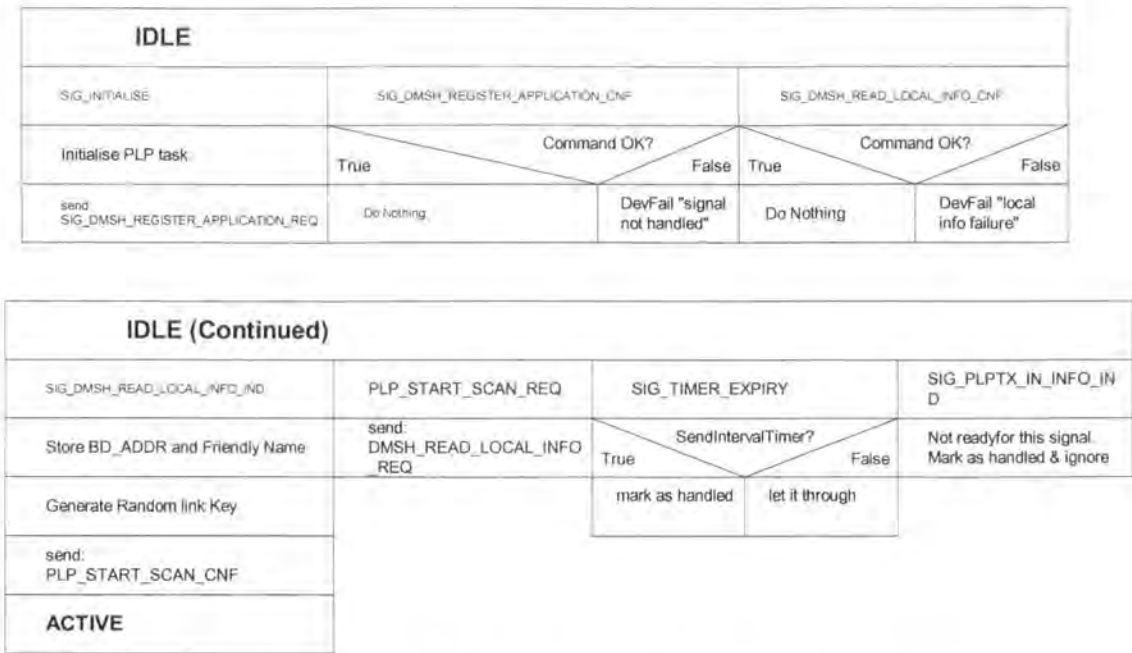 IDLE
SIG_INITIALISE
SIG_DMSH_REGISTER_APPLICATION_CNF
SIG_DMSH_READ_LOCAL_INFO_CNF
Initialise PLP task
Command OK?
True
False
Command OK?
True
False
send:
SIG_DMSH_REGISTER_APPLICATION_REQ
Do Nothing
DevFail "signal
not handled"
Do Nothing
DevFail "local
info failure"
IDLE (Continued)
SIG_DMSH_READ_LOCAL_INFO_IND
PLP_START_SCAN_REQ
SIG_TIMER_EXPIRY
SIG_PLPTX_IN_INFO_IN
D
Store BD_ADDR and Friendly Name
send:
DMSH_READ_LOCAL_INFO
_REQ
SendIntervalTimer?
True
False
Not readyfor this signal.
Mark as handled & ignore
Generate Random link Key
mark as handled
let it through
send:
PLP_START_SCAN_CNF
ACTIVE